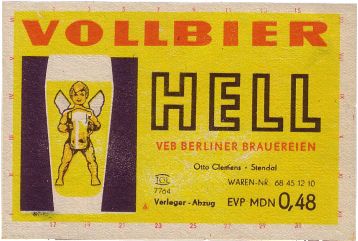 VOLLBIER
HELL
VEB BERLINER BRAUEREIEN
Otto Clemens · Stendal
TGL
7764
WAREN-NR. 68 45 12 10
Verleger-Abzug
EVP MDN 0,48